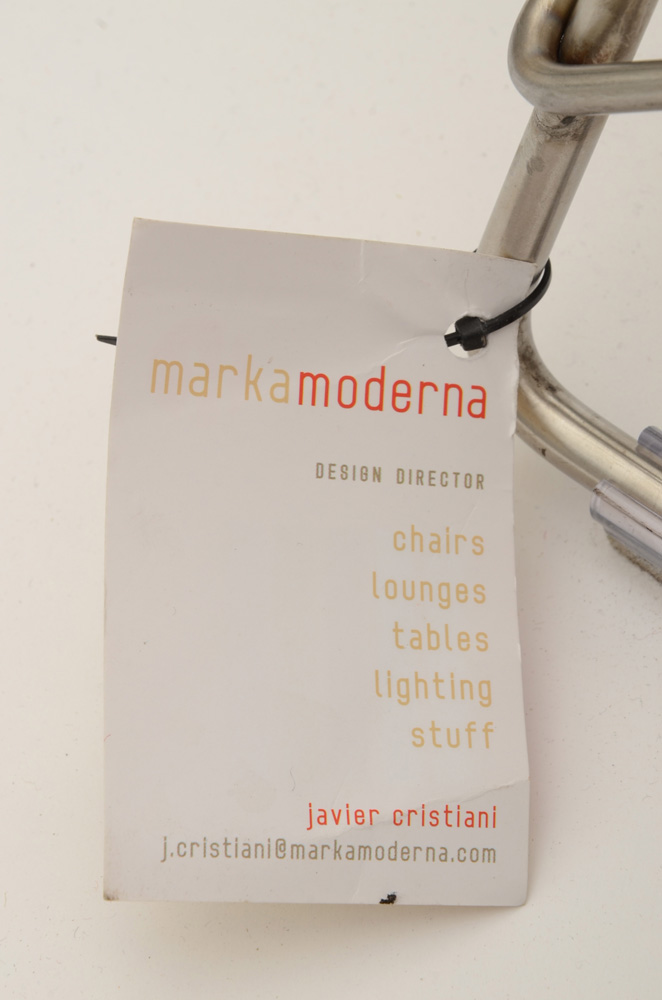 markamoderna
DESIGN DIRECTOR
chairs
lounges
tables
lighting
stuff
javier cristiani
j.cristiani@markamoderna.com